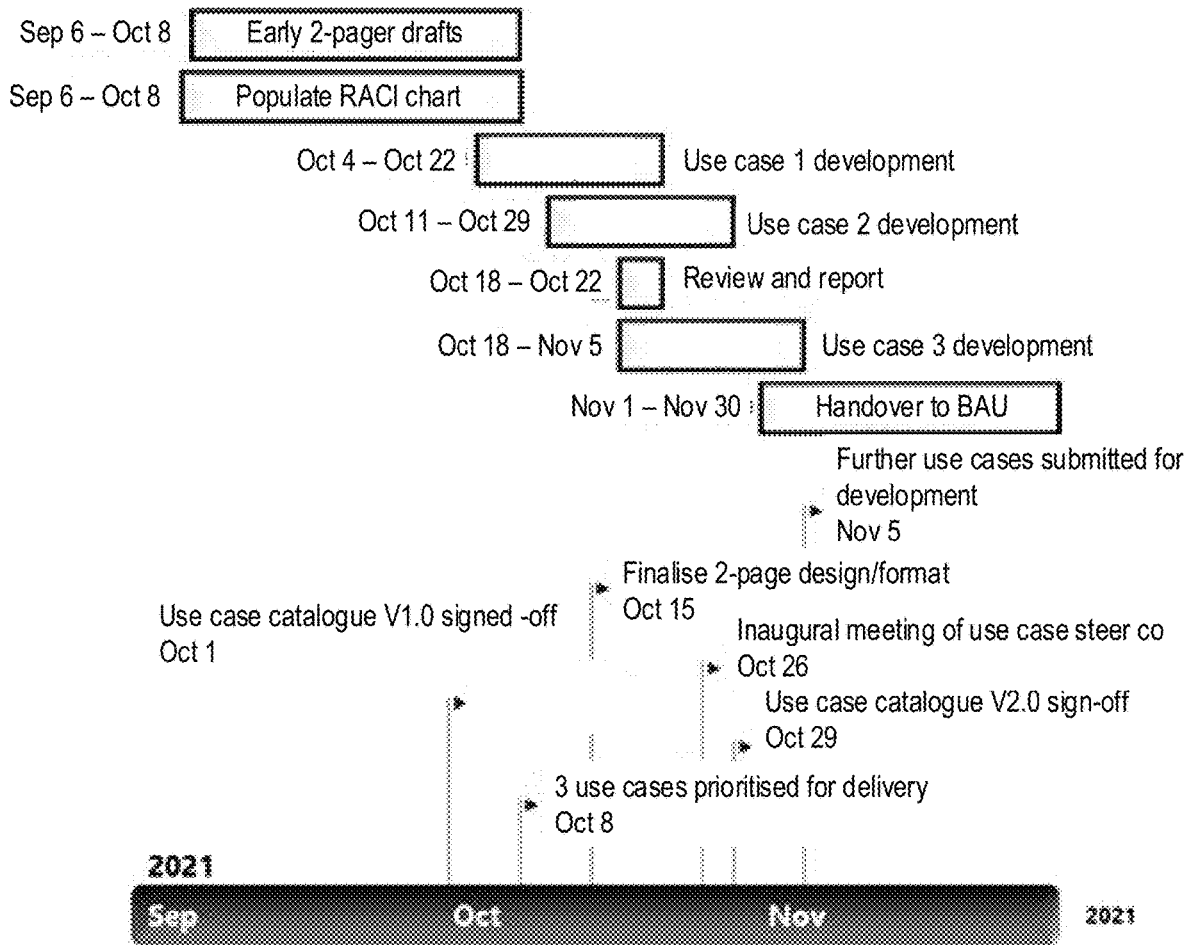 Sep 6 – Oct 8 Early 2-pager drafts
Sep 6 – Oct 8 Populate RACI chart
Oct 4 – Oct 22 Use case 1 development
Oct 11 – Oct 29 Use case 2 development
Oct 18 – Oct 22 Review and report
Oct 18 – Nov 5 Use case 3 development
Nov 1 – Nov 30 Handover to BAU
Further use cases submitted for
development
Nov 5
Finalise 2-page design/format
Oct 15
Use case catalogue V1.0 signed -off
Oct 1
Inaugural meeting of use case steer co
Oct 26
Use case catalogue V2.0 sign-off
Oct 29
3 use cases prioritised for delivery
Oct 8
2021
Sep Oct Nov 2021